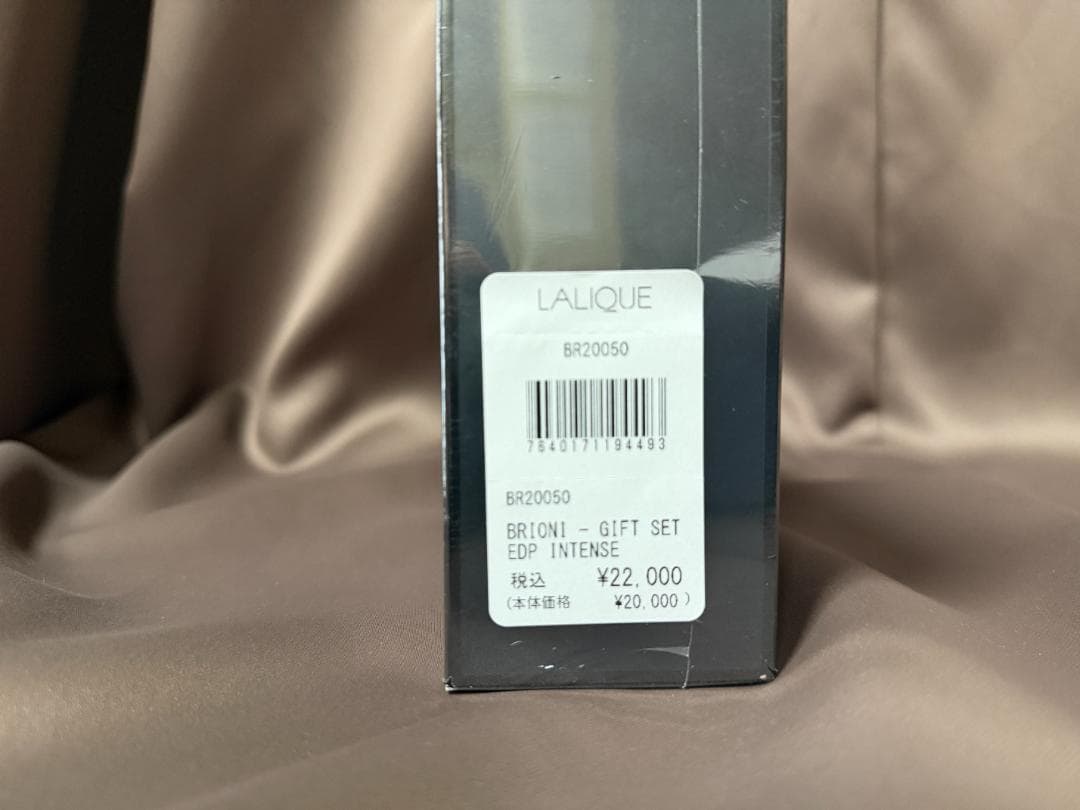 LALIQUE
BR20050
7640171194493
BR20050
BRIONI - GIFT SET
EDP INTENSE
税込 ¥22,000
(本体価格 ¥20,000 )